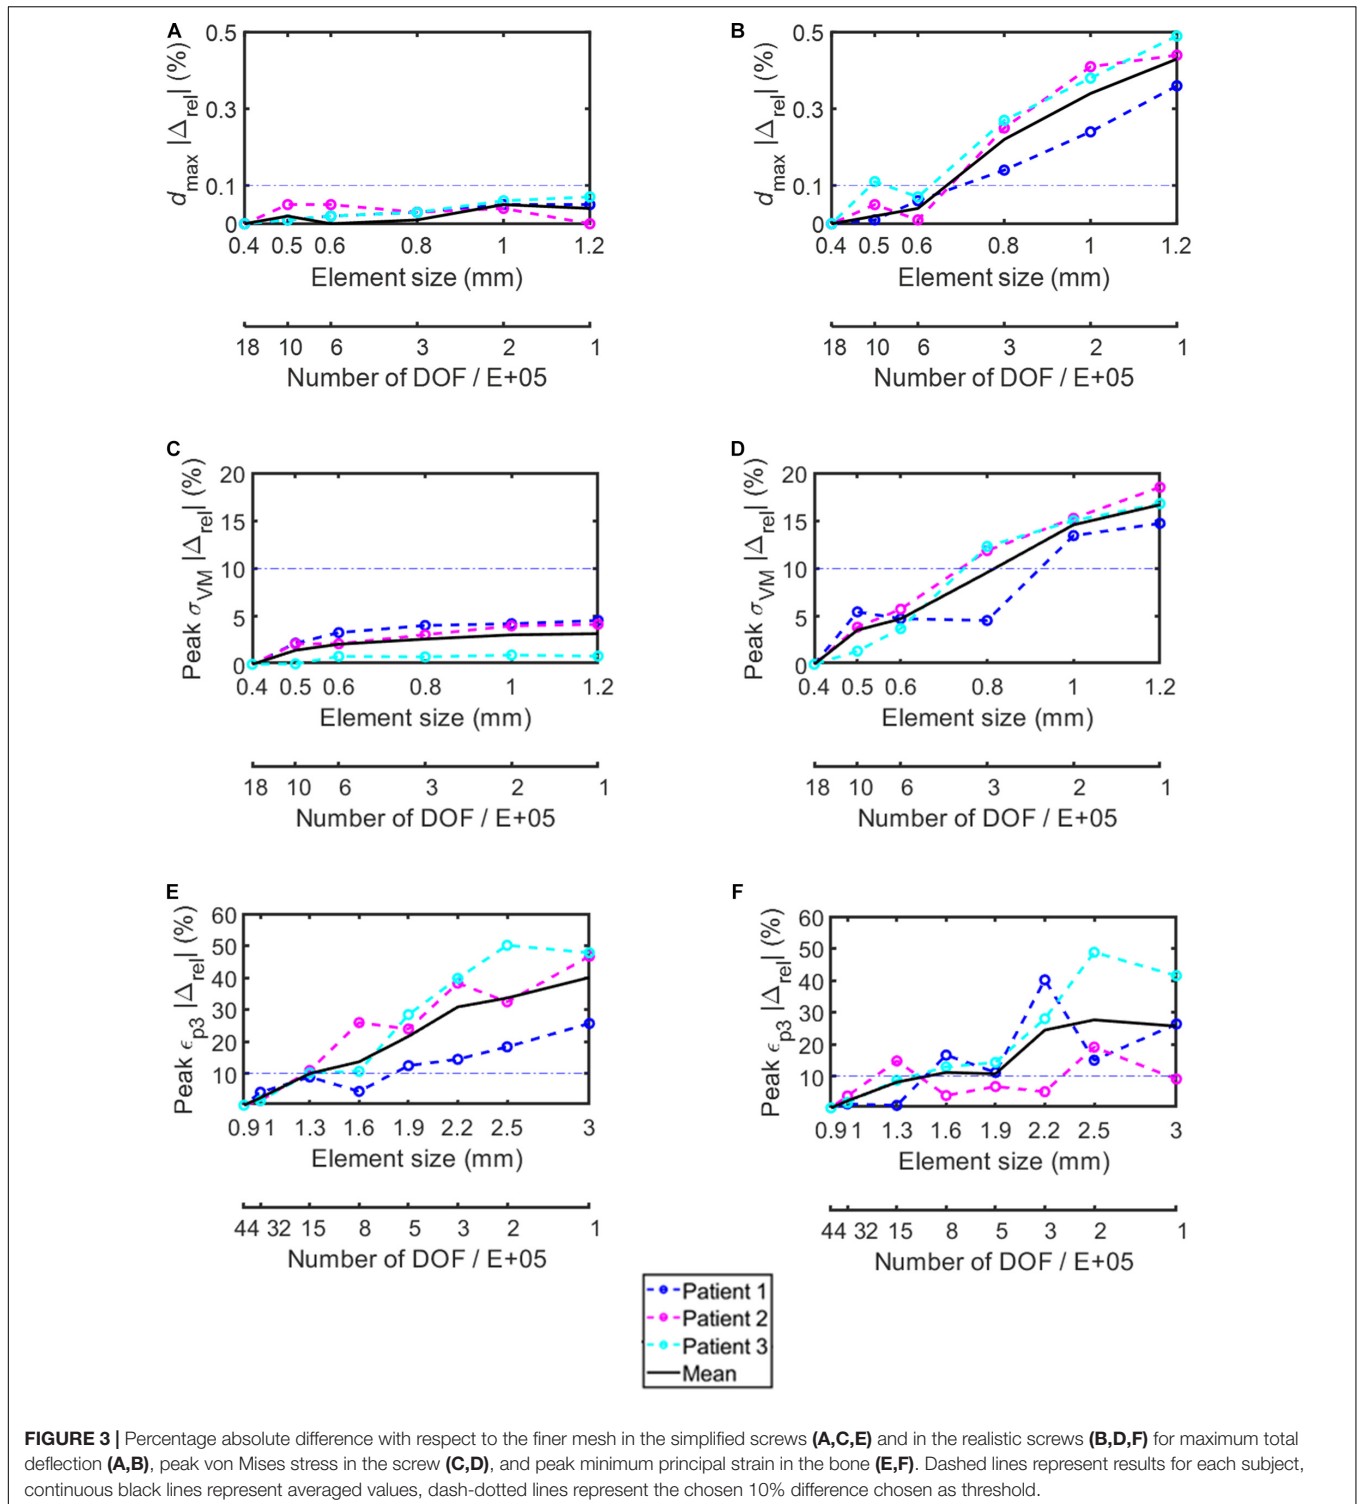 A
0.5
0.3
0.1
0
d_max |Δ_rel| (%)
0.4 0.5 0.6 0.8 1 1.2
Element size (mm)
18 10 6 3 2 1
Number of DOF / E+05
B
0.5
0.3
0.1
0
d_max |Δ_rel| (%)
0.4 0.5 0.6 0.8 1 1.2
Element size (mm)
18 10 6 3 2 1
Number of DOF / E+05
C
20
15
10
5
0
Peak σ_VM |Δ_rel| (%)
0.4 0.5 0.6 0.8 1 1.2
Element size (mm)
18 10 6 3 2 1
Number of DOF / E+05
D
20
15
10
5
0
Peak σ_VM |Δ_rel| (%)
0.4 0.5 0.6 0.8 1 1.2
Element size (mm)
18 10 6 3 2 1
Number of DOF / E+05
E
60
50
40
30
20
10
Peak ϵ_p3 |Δ_rel| (%)
0.9 1 1.3 1.6 1.9 2.2 2.5 3
Element size (mm)
44 32 15 8 5 3 2 1
Number of DOF / E+05
F
60
50
40
30
20
10
0
Peak ϵ_p3 |Δ_rel| (%)
0.9 1 1.3 1.6 1.9 2.2 2.5 3
Element size (mm)
44 32 15 8 5 3 2 1
Number of DOF / E+05
Patient 1
Patient 2
Patient 3
Mean
FIGURE 3 | Percentage absolute difference with respect to the finer mesh in the simplified screws (A,C,E) and in the realistic screws (B,D,F) for maximum total
deflection (A,B), peak von Mises stress in the screw (C,D), and peak minimum principal strain in the bone (E,F). Dashed lines represent results for each subject,
continuous black lines represent averaged values, dash-dotted lines represent the chosen 10% difference chosen as threshold.